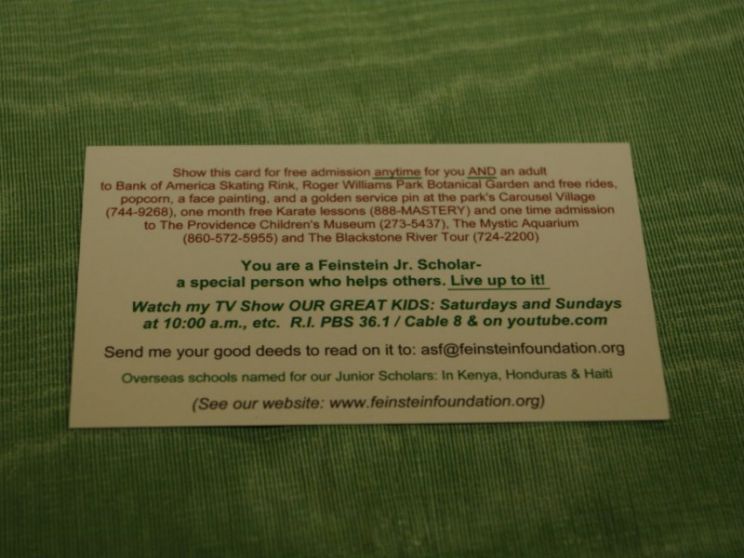 Show this card for free admission anytime for you AND an adult
to Bank of America Skating Rink, Roger Williams Park Botanical Garden and free rides,
popcorn, a face painting, and a golden service pin at the park's Carousel Village
(744-9268), one month free Karate lessons (888-MASTERY) and one time admission
to The Providence Children's Museum (273-5437), The Mystic Aquarium
(860-572-5955) and The Blackstone River Tour (724-2200)
You are a Feinstein Jr. Scholar-
a special person who helps others. Live up to it!
Watch my TV Show OUR GREAT KIDS: Saturdays and Sundays
at 10:00 a.m., etc. R.I. PBS 36.1 / Cable 8 & on youtube.com
Send me your good deeds to read on it to: asf@feinsteinfoundation.org
Overseas schools named for our Junior Scholars: In Kenya, Honduras & Haiti
(See our website: www.feinsteinfoundation.org)